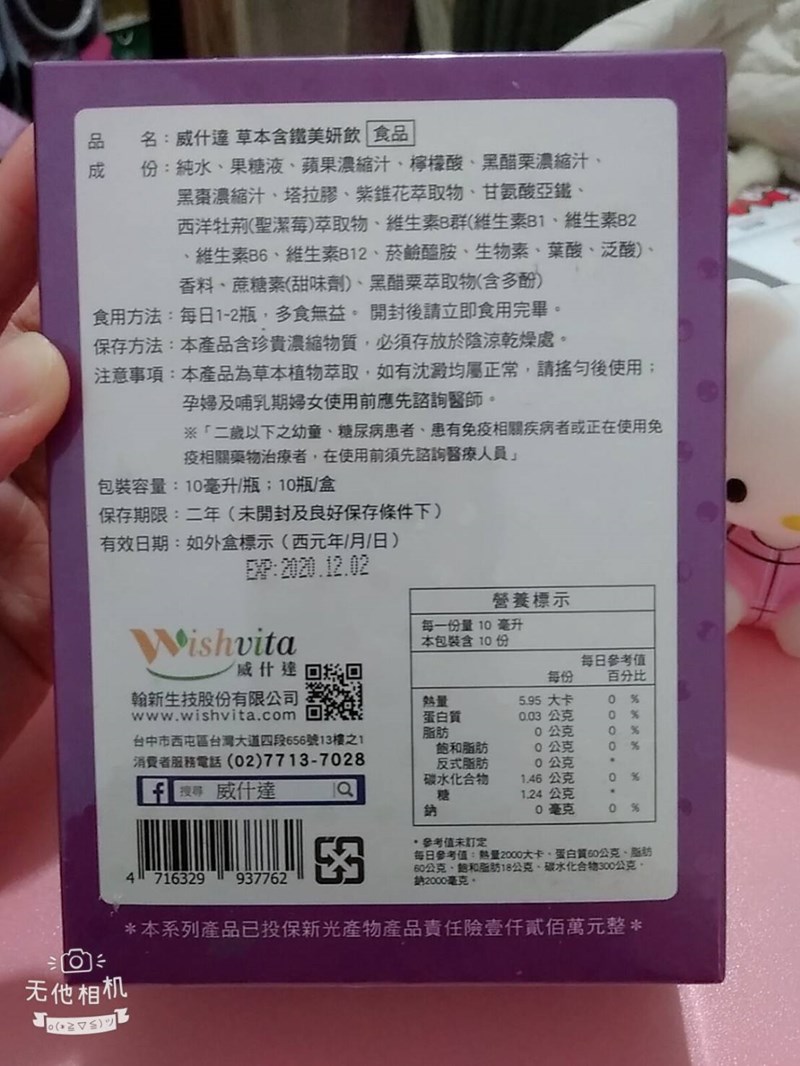 品　　名：威什達 草本含鐵美妍飲 食品
成　　份：純水、果糖液、蘋果濃縮汁、檸檬酸、黑醋栗濃縮汁、
黑棗濃縮汁、塔拉膠、紫錐花萃取物、甘氨酸亞鐵、
西洋牡荊(聖潔莓)萃取物、維生素B群(維生素B1、維生素B2
、維生素B6、維生素B12、菸鹼醯胺、生物素、葉酸、泛酸)、
香料、蔗糖素(甜味劑)、黑醋栗萃取物(含多酚)
食用方法：每日1-2瓶，多食無益。 開封後請立即食用完畢。
保存方法：本產品含珍貴濃縮物質，必須存放於陰涼乾燥處。
注意事項：本產品為草本植物萃取，如有沈澱均屬正常，請搖勻後使用；
孕婦及哺乳期婦女使用前應先諮詢醫師。
※「二歲以下之幼童、糖尿病患者、患有免疫相關疾病者或正在使用免
疫相關藥物治療者，在使用前須先諮詢醫療人員」
包裝容量：10毫升/瓶；10瓶/盒
保存期限：二年（未開封及良好保存條件下）
有效日期：如外盒標示（西元年/月/日）
EXP:2020.12.02
Wishvita
威什達
翰新生技股份有限公司
www.wishvita.com
台中市西屯區台灣大道四段656號13樓之1
消費者服務電話 (02)7713-7028
f 搜尋 威什達
4 716329 937762
營養標示
每一份量 10 毫升
本包裝含 10 份
每份 每日參考值百分比
熱量 5.95 大卡 0 %
蛋白質 0.03 公克 0 %
脂肪 0 公克 0 %
飽和脂肪 0 公克 0 %
反式脂肪 0 公克 *
碳水化合物 1.46 公克 0 %
糖 1.24 公克 *
鈉 0 毫克 0 %
* 參考值未訂定
每日參考值：熱量2000大卡、蛋白質60公克、脂肪
60公克、飽和脂肪18公克、碳水化合物300公克、
鈉2000毫克。
＊本系列產品已投保新光產物產品責任險壹仟貳佰萬元整＊
无他相机
o(*≧▽≦)ツ